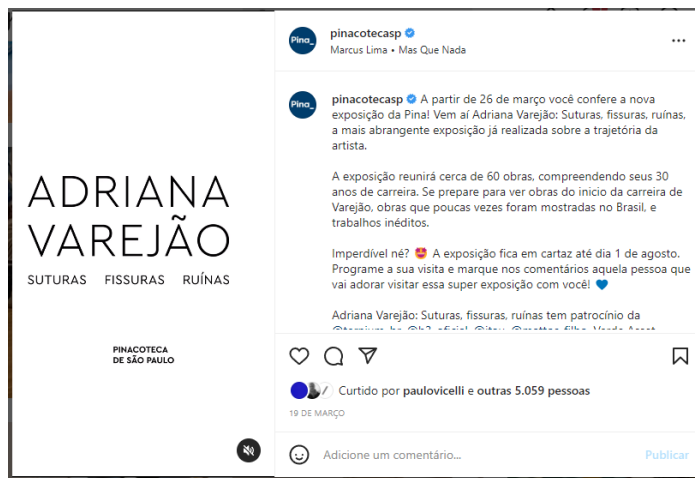 ADRIANA
VAREJÃO
SUTURAS FISSURAS RUÍNAS
PINACOTECA
DE SÃO PAULO
Pina_
pinacotecasp
Marcus Lima • Mas Que Nada
Pina_
pinacotecasp A partir de 26 de março você confere a nova
exposição da Pina! Vem aí Adriana Varejão: Suturas, fissuras, ruínas,
a mais abrangente exposição já realizada sobre a trajetória da
artista.
A exposição reunirá cerca de 60 obras, compreendendo seus 30
anos de carreira. Se prepare para ver obras do inicio da carreira de
Varejão, obras que poucas vezes foram mostradas no Brasil, e
trabalhos inéditos.
Imperdível né? 🤩 A exposição fica em cartaz até dia 1 de agosto.
Programe a sua visita e marque nos comentários aquela pessoa que
vai adorar visitar essa super exposição com você! 💙
Adriana Varejão: Suturas, fissuras, ruínas tem patrocínio da
Curtido por paulovicelli e outras 5.059 pessoas
19 DE MARÇO
Adicione um comentário...
Publicar